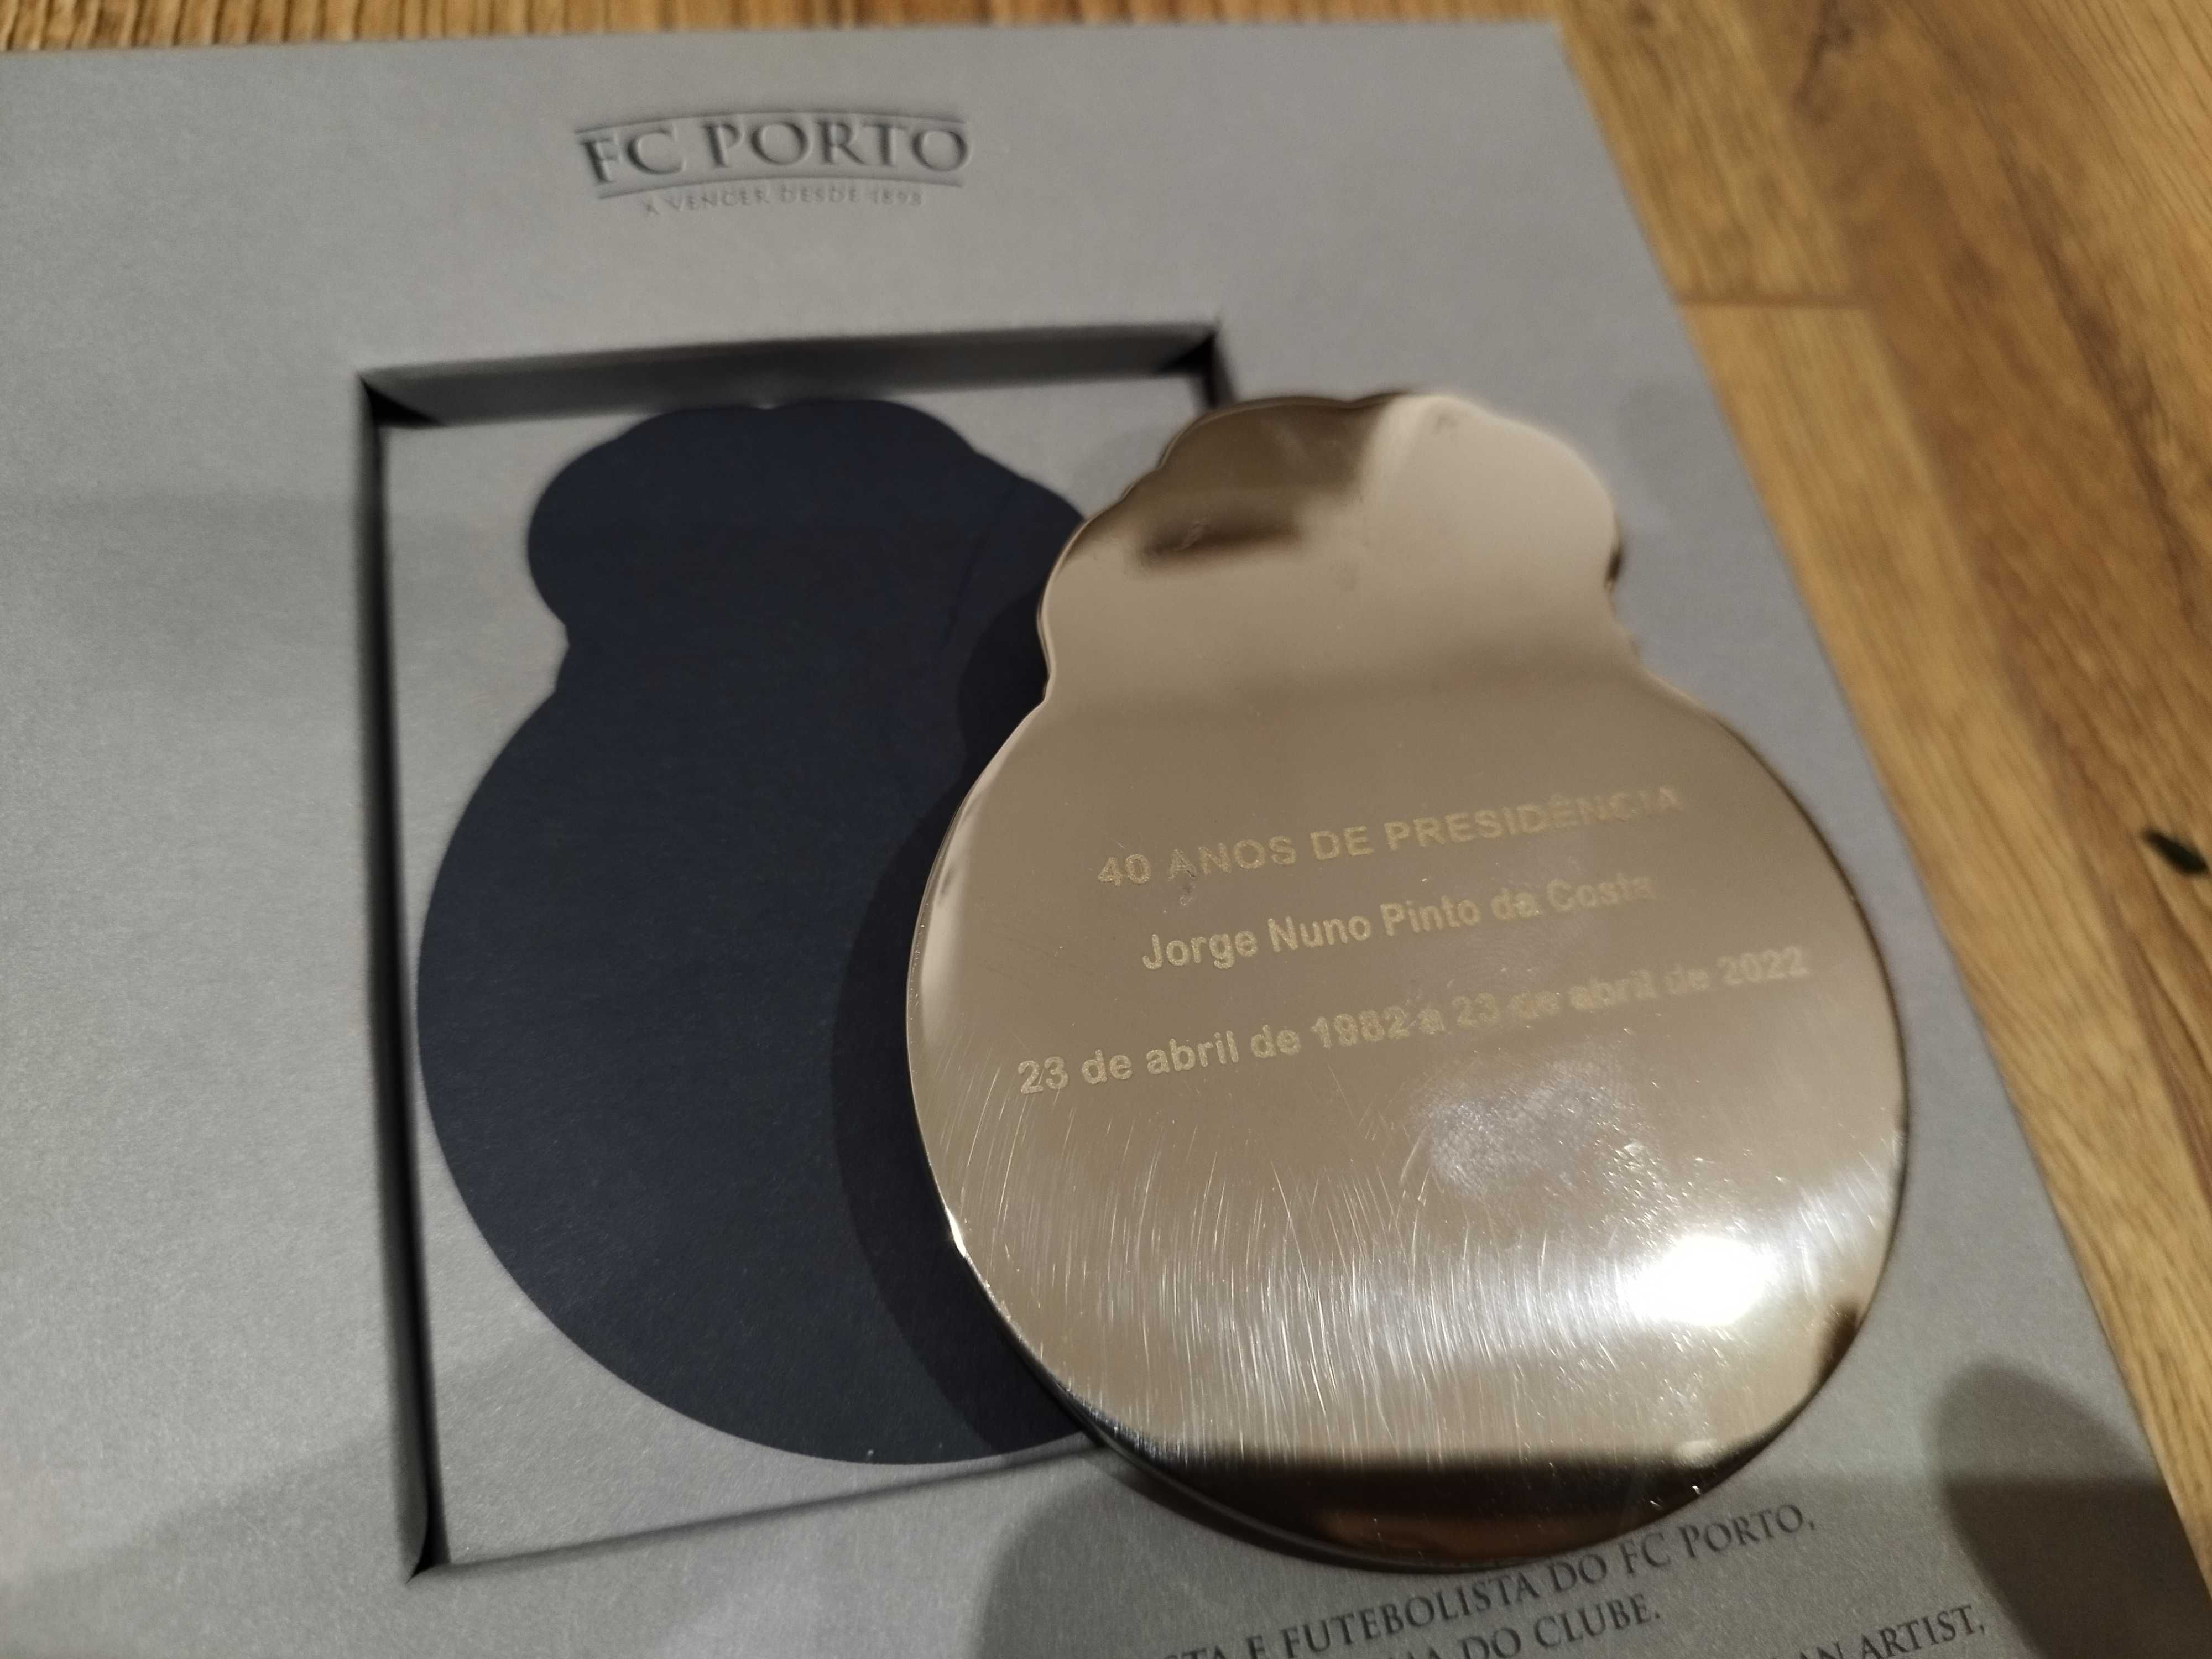 FC PORTO
A VENCER DESDE 1893
40 ANOS DE PRESIDÊNCIA
Jorge Nuno Pinto da Costa
23 de abril de 1982 a 23 de abril de 2022
E FUTEBOLISTA DO FC PORTO,
DO CLUBE.
AN ARTIST,